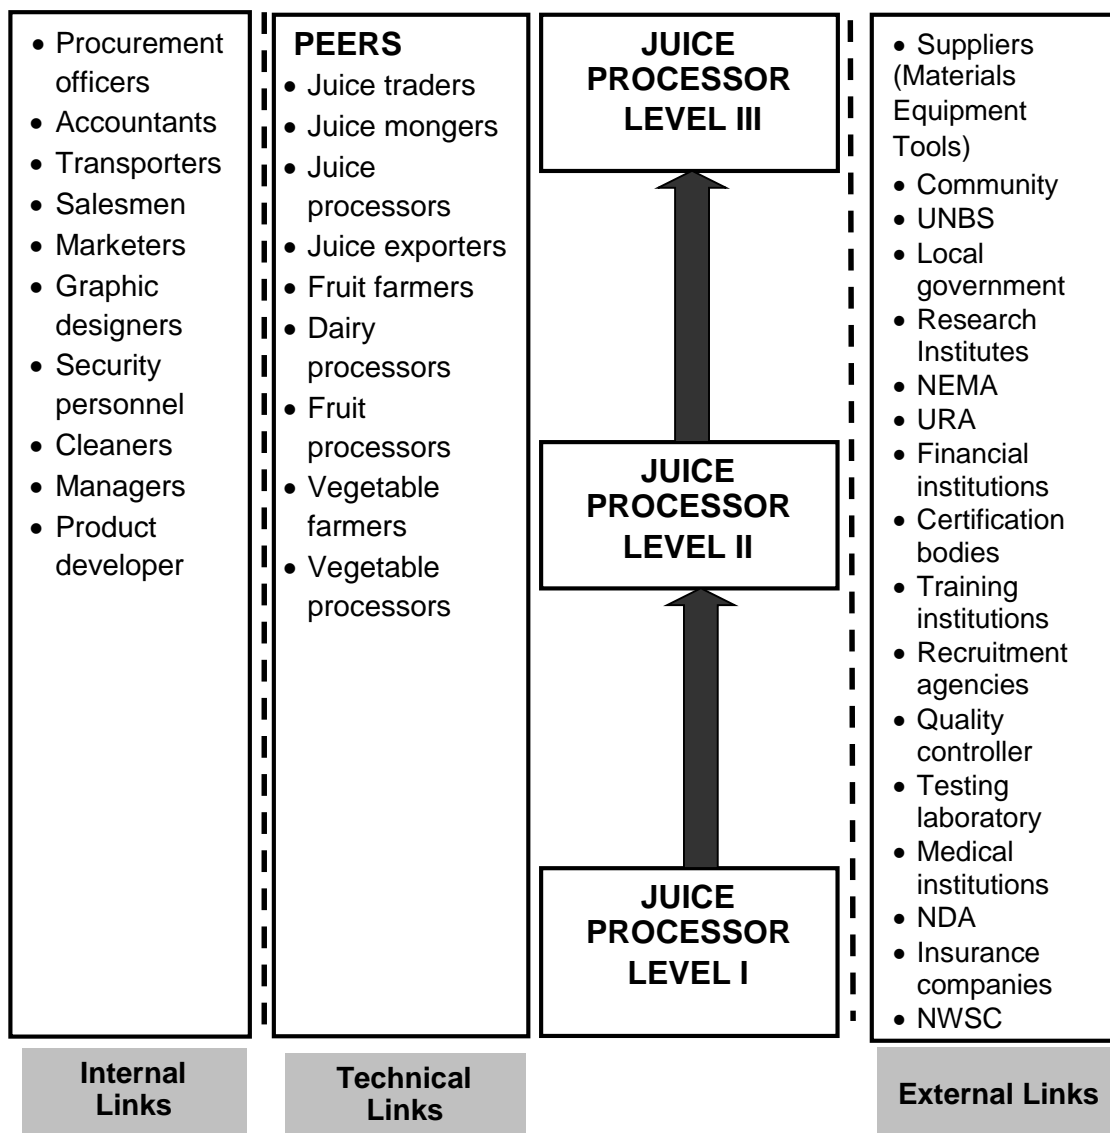 • Procurement
officers
• Accountants
• Transporters
• Salesmen
• Marketers
• Graphic
designers
• Security
personnel
• Cleaners
• Managers
• Product
developer
Internal
Links
PEERS
• Juice traders
• Juice mongers
• Juice
processors
• Juice exporters
• Fruit farmers
• Dairy
processors
• Fruit
processors
• Vegetable
farmers
• Vegetable
processors
Technical
Links
JUICE
PROCESSOR
LEVEL III
JUICE
PROCESSOR
LEVEL II
JUICE
PROCESSOR
LEVEL I
• Suppliers
(Materials
Equipment
Tools)
• Community
• UNBS
• Local
government
• Research
Institutes
• NEMA
• URA
• Financial
institutions
• Certification
bodies
• Training
institutions
• Recruitment
agencies
• Quality
controller
• Testing
laboratory
• Medical
institutions
• NDA
• Insurance
companies
• NWSC
External Links